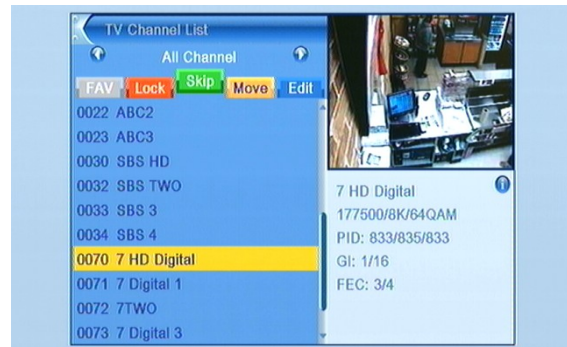 TV Channel List
All Channel
FAV Lock Skip Move Edit
0022 ABC2
0023 ABC3
0030 SBS HD
0032 SBS TWO
0033 SBS 3
0034 SBS 4
0070 7 HD Digital
0071 7 Digital 1
0072 7TWO
0073 7 Digital 3
7 HD Digital
177500/8K/64QAM
PID: 833/835/833
GI: 1/16
FEC: 3/4